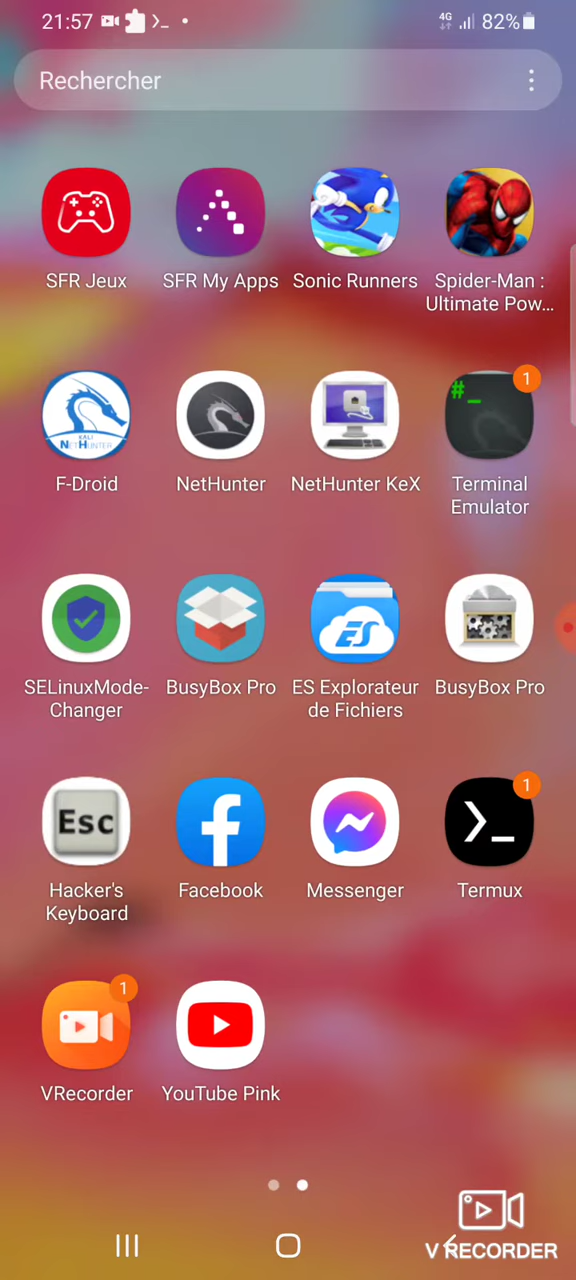 21:57
4G
82%
Rechercher
SFR Jeux
SFR My Apps
Sonic Runners
Spider-Man :
Ultimate Pow...
KALI
NETHUNTER
#_
1
F-Droid
NetHunter
NetHunter KeX
Terminal
Emulator
ES
SELinuxMode-
Changer
BusyBox Pro
ES Explorateur
de Fichiers
BusyBox Pro
Esc
1
Hacker's
Keyboard
Facebook
Messenger
Termux
1
VRecorder
YouTube Pink
V RECORDER